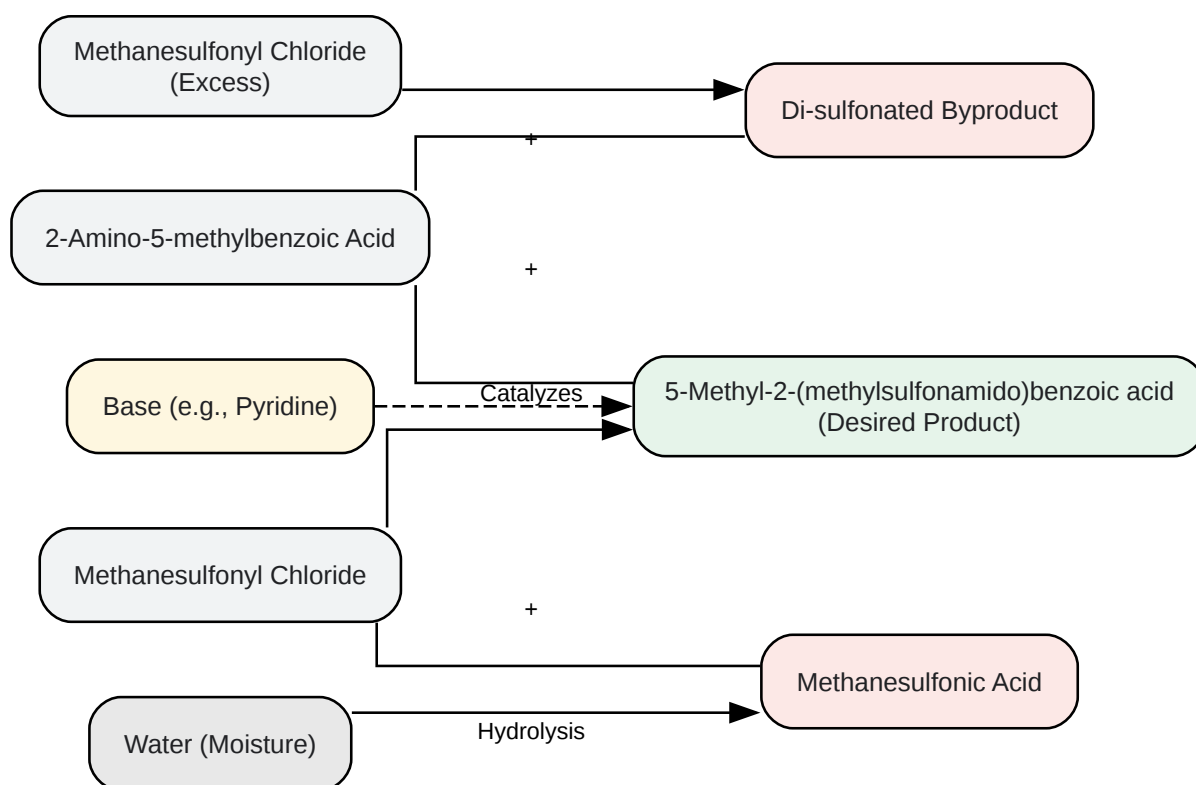 Methanesulfonyl Chloride
(Excess)
Di-sulfonated Byproduct
+
2-Amino-5-methylbenzoic Acid
+
Base (e.g., Pyridine)
Catalyzes
5-Methyl-2-(methylsulfonamido)benzoic acid
(Desired Product)
Methanesulfonyl Chloride
+
Methanesulfonic Acid
Water (Moisture)
Hydrolysis